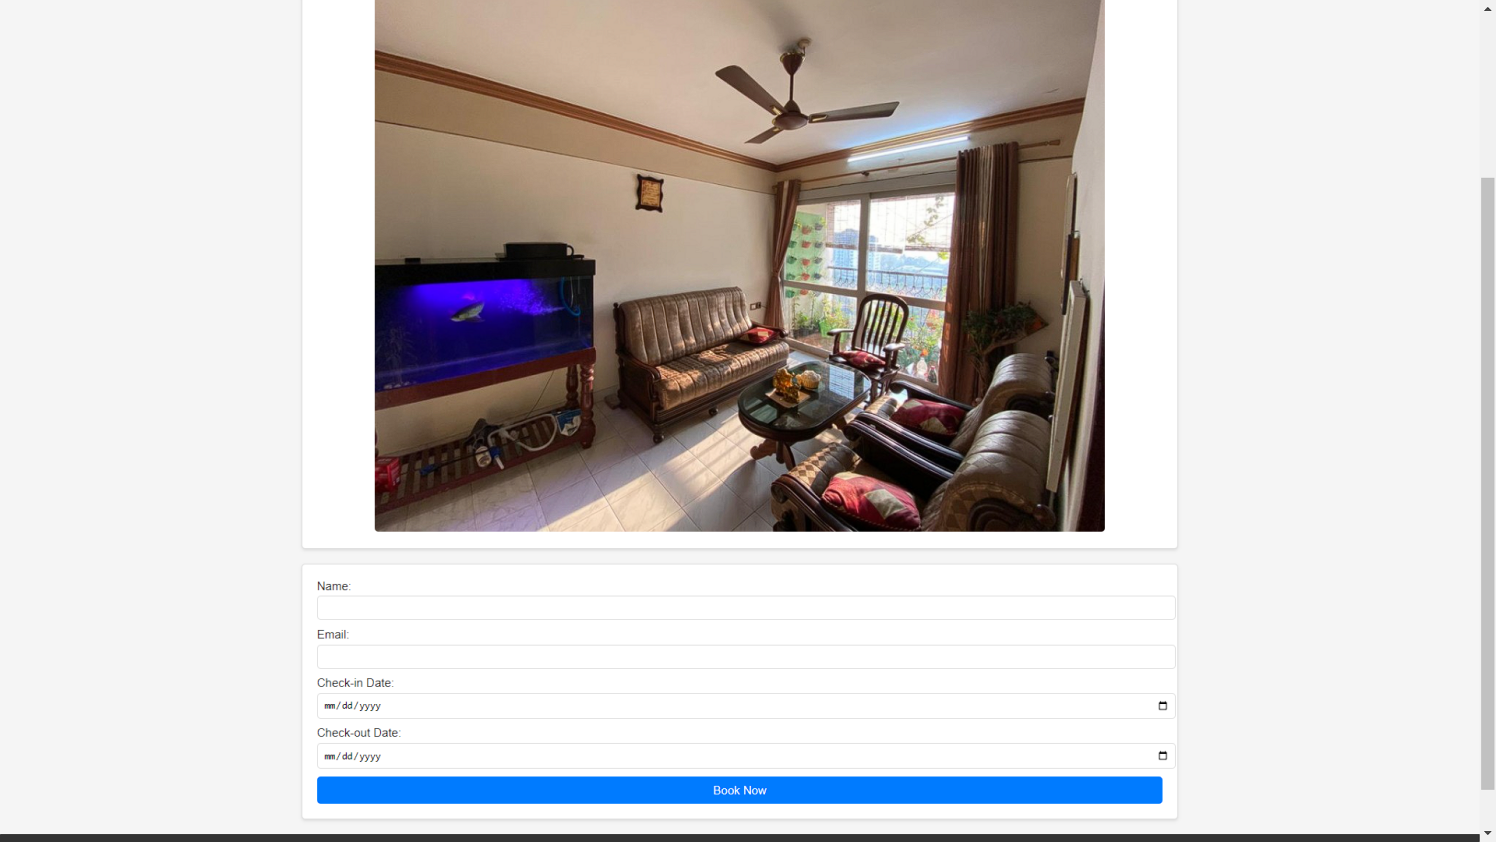 Name:
Email:
Check-in Date:
mm/dd/yyyy
Check-out Date:
mm/dd/yyyy
Book Now